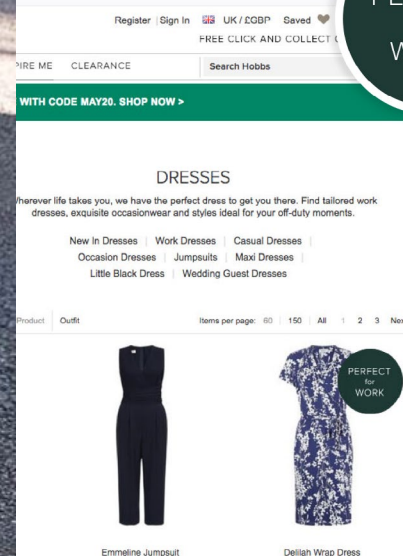 Register | Sign In UK / £GBP Saved
FREE CLICK AND COLLECT
ME CLEARANCE Search Hobbs
WITH CODE MAY20. SHOP NOW >
DRESSES
Wherever life takes you, we have the perfect dress to get you there. Find tailored work
dresses, exquisite occasionwear and styles ideal for your off-duty moments.
New In Dresses | Work Dresses | Casual Dresses |
Occasion Dresses | Jumpsuits | Maxi Dresses |
Little Black Dress | Wedding Guest Dresses
Product Outfit Items per page: 60 | 150 | All 1 2 3
PERFECT
for
WORK
Emmeline Jumpsuit Delilah Wrap Dress